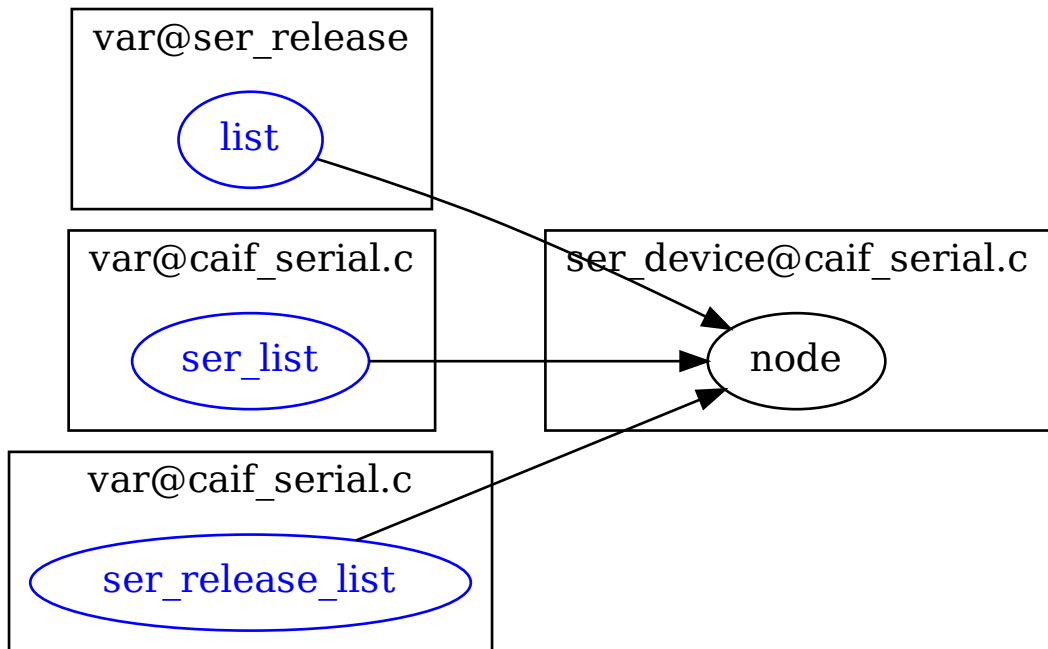 var@ser_release
list
var@caif_serial.c
ser_list
ser_device@caif_serial.c
node
var@caif_serial.c
ser_release_list